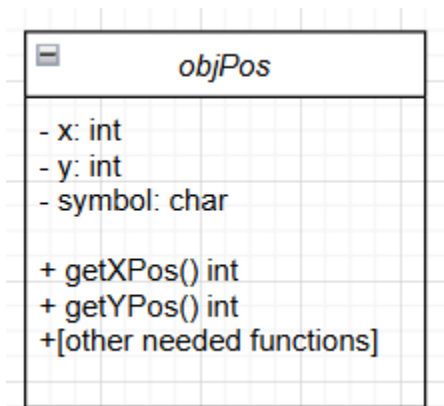 objPos
- x: int
- y: int
- symbol: char
+ getXPos() int
+ getYPos() int
+[other needed functions]